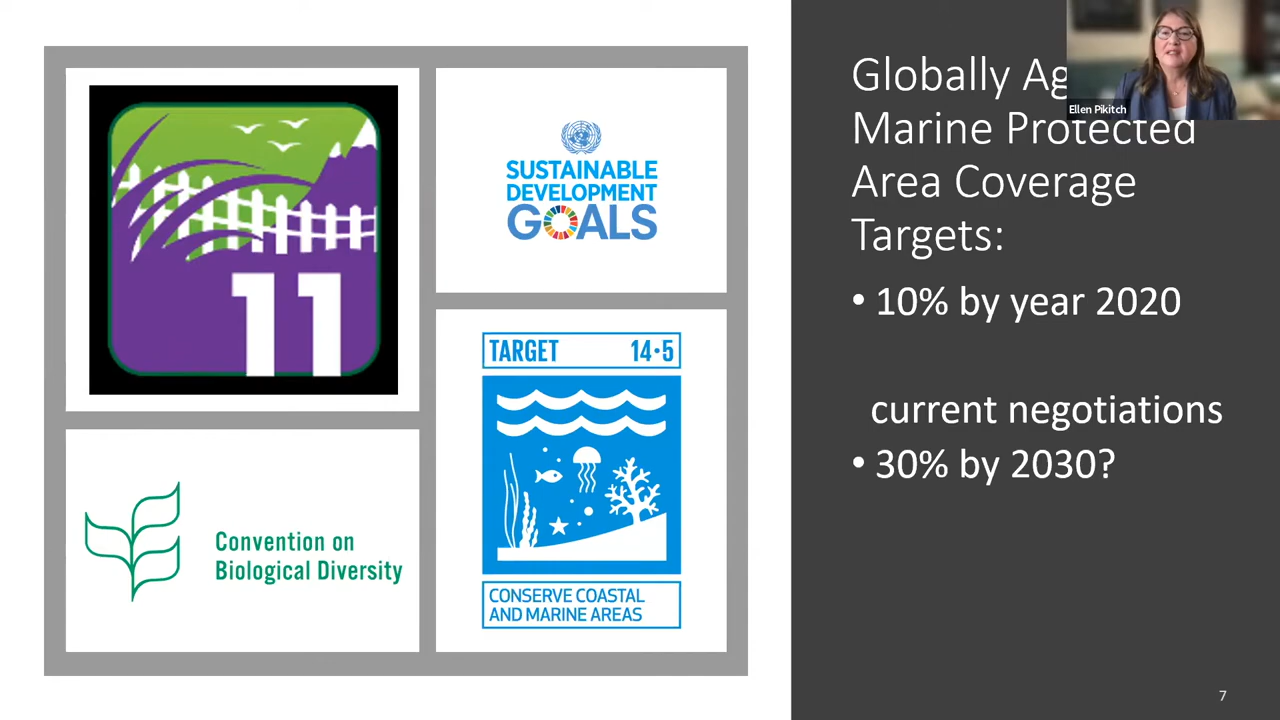 11
SUSTAINABLE
DEVELOPMENT
GOALS
TARGET 14.5
CONSERVE COASTAL
AND MARINE AREAS
Convention on
Biological Diversity
Globally
Marine Protected
Area Coverage
Targets:
• 10% by year 2020
current negotiations
• 30% by 2030?
Ellen Pikitch
7